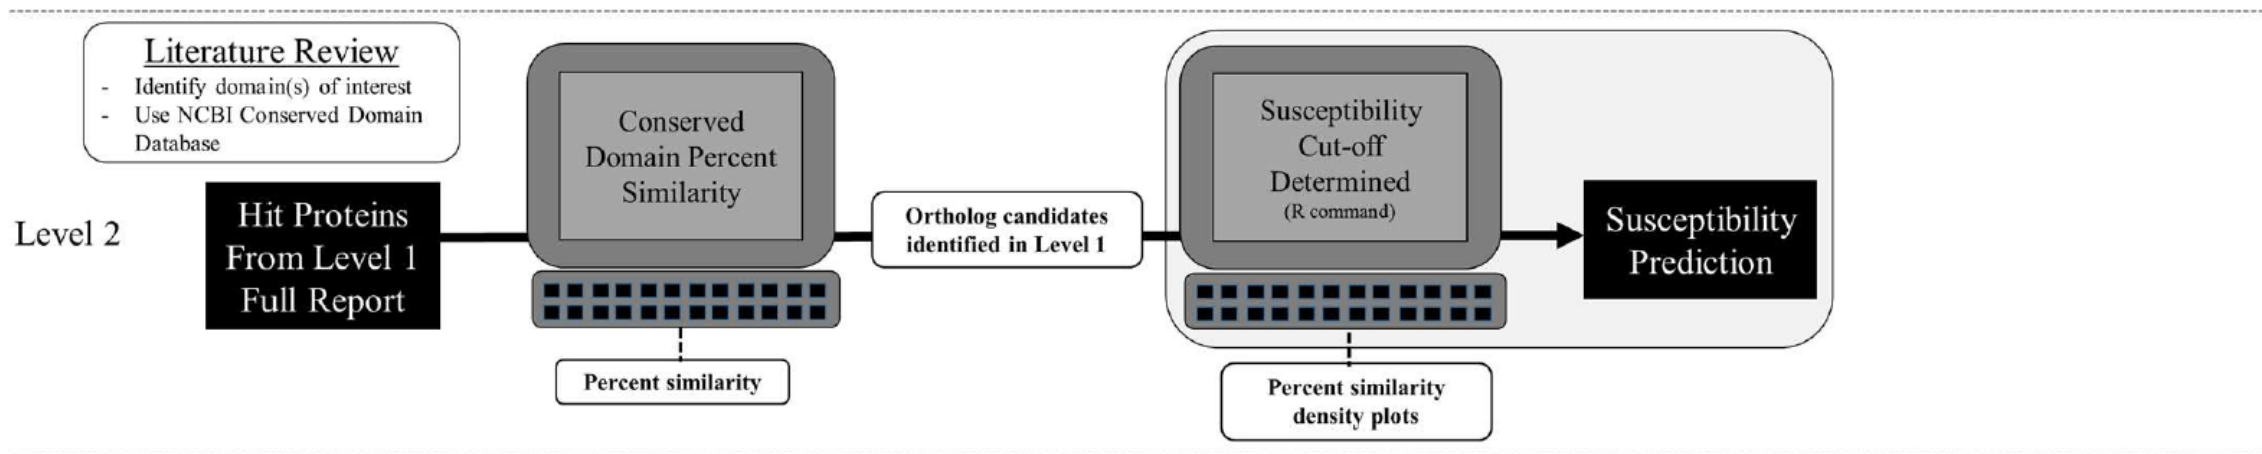 Literature Review
- Identify domain(s) of interest
- Use NCBI Conserved Domain
Database
Level 2
Hit Proteins
From Level 1
Full Report
Conserved
Domain Percent
Similarity
Percent similarity
Ortholog candidates
identified in Level 1
Susceptibility
Cut-off
Determined
(R command)
Percent similarity
density plots
Susceptibility
Prediction